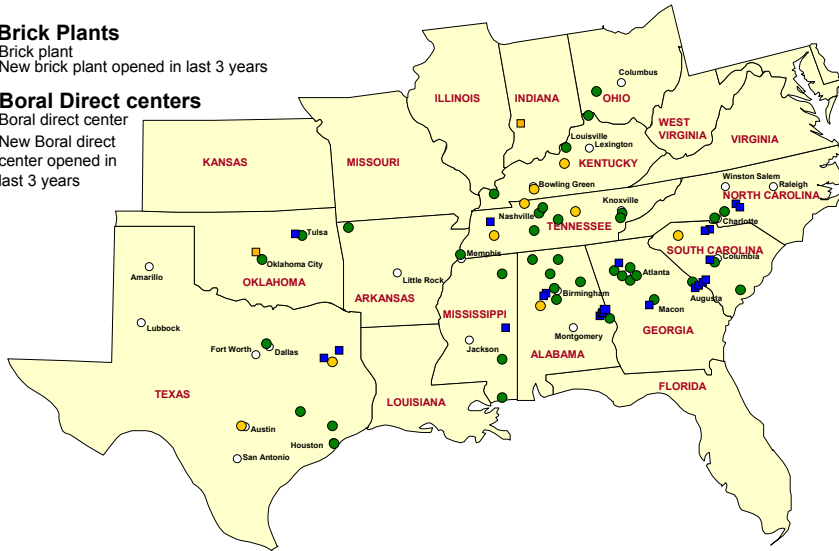 Brick Plants
Brick plant
New brick plant opened in last 3 years
Boral Direct centers
Boral direct center
New Boral direct
center opened in
last 3 years
Columbus
ILLINOIS
INDIANA
OHIO
WEST
VIRGINIA
VIRGINIA
Louisville
Lexington
KANSAS
MISSOURI
KENTUCKY
Bowling Green
Winston Salem
Raleigh
NORTH CAROLINA
Knoxville
Nashville
TENNESSEE
Charlotte
Tulsa
Memphis
SOUTH CAROLINA
Columbia
Oklahoma City
Amarillo
OKLAHOMA
Little Rock
ARKANSAS
Atlanta
Birmingham
Augusta
Macon
MISSISSIPPI
Lubbock
GEORGIA
Montgomery
Fort Worth
Dallas
Jackson
ALABAMA
FLORIDA
TEXAS
LOUISIANA
Austin
Houston
San Antonio